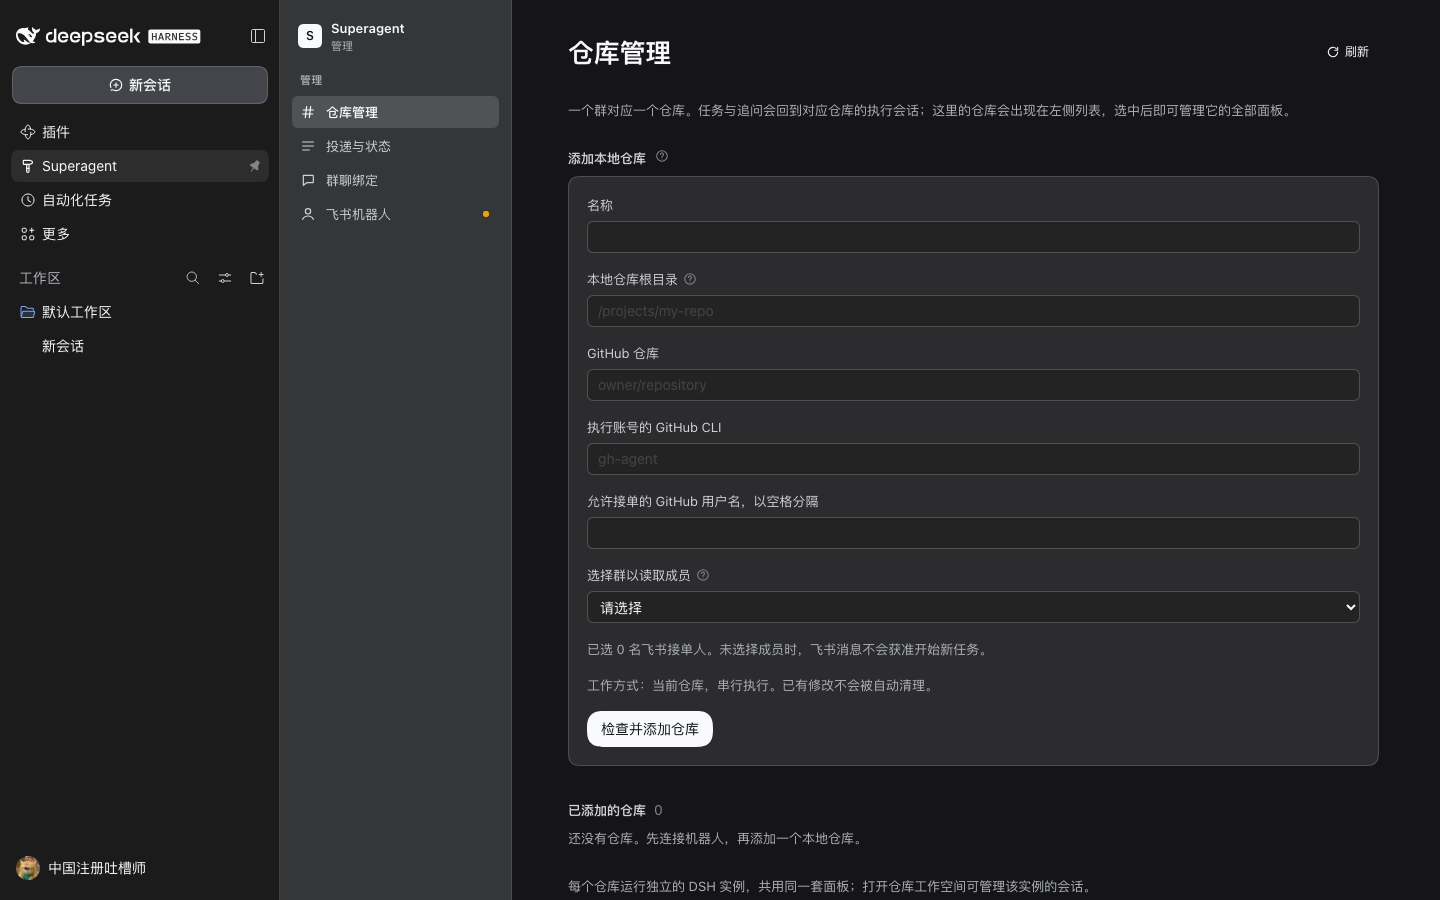 deepseek HARNESS
新会话
插件
Superagent
自动化任务
更多
工作区
默认工作区
新会话
中国注册吐槽师
S
Superagent
管理
管理
仓库管理
投递与状态
群聊绑定
飞书机器人
仓库管理
刷新
一个群对应一个仓库。任务与追问会回到对应仓库的执行会话；这里的仓库会出现在左侧列表，选中后即可管理它的全部面板。
添加本地仓库
名称
本地仓库根目录
/projects/my-repo
GitHub 仓库
owner/repository
执行账号的 GitHub CLI
gh-agent
允许接单的 GitHub 用户名，以空格分隔
选择群以读取成员
请选择
已选 0 名飞书接单人。未选择成员时，飞书消息不会获准开始新任务。
工作方式：当前仓库，串行执行。已有修改不会被自动清理。
检查并添加仓库
已添加的仓库 0
还没有仓库。先连接机器人，再添加一个本地仓库。
每个仓库运行独立的 DSH 实例，共用同一套面板；打开仓库工作空间可管理该实例的会话。